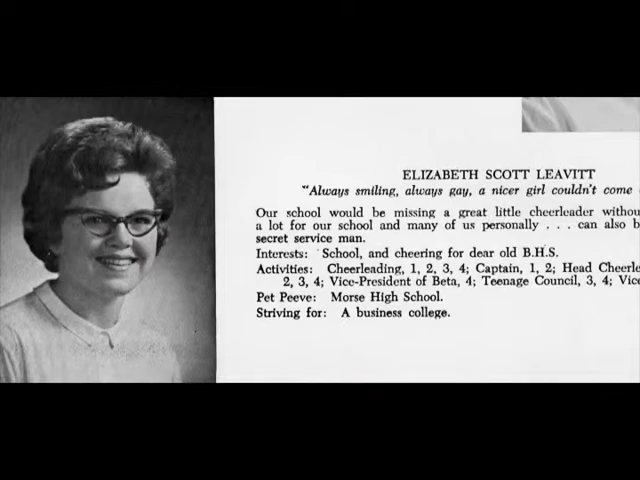 ELIZABETH SCOTT LEAVITT
"Always smiling, always gay, a nicer girl couldn't come
Our school would be missing a great little cheerleader
a lot for our school and many of us personally . . . can also
secret service man.
Interests: School, and cheering for dear old B.H.S.
Activities: Cheerleading, 1, 2, 3, 4; Captain, 1, 2; Head
2, 3, 4; Vice-President of Beta, 4; Teenage Council, 3, 4;
Pet Peeve: Morse High School.
Striving for: A business college.